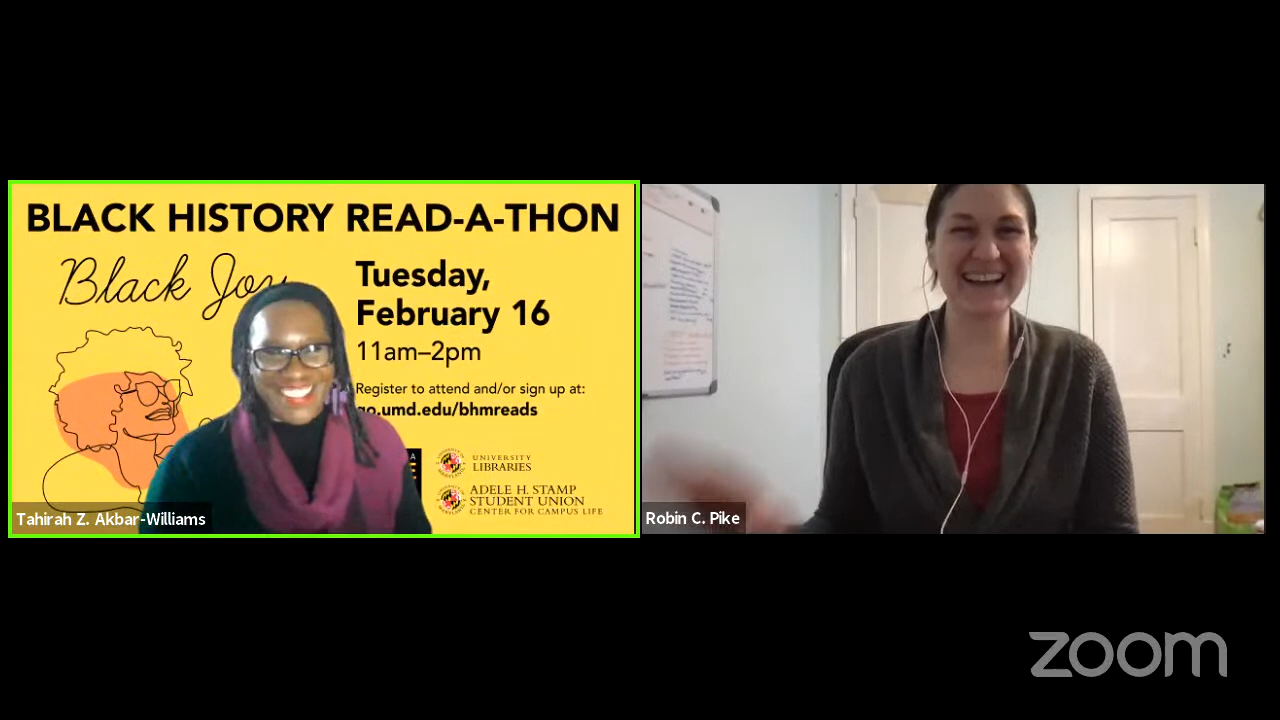 BLACK HISTORY READ-A-THON
Black Joy
Tuesday,
February 16
11am–2pm
Register to attend and/or sign up at:
go.umd.edu/bhmreads
UNIVERSITY
LIBRARIES
ADELE H. STAMP
STUDENT UNION
CENTER FOR CAMPUS LIFE
Tahirah Z. Akbar-Williams
Robin C. Pike
zoom